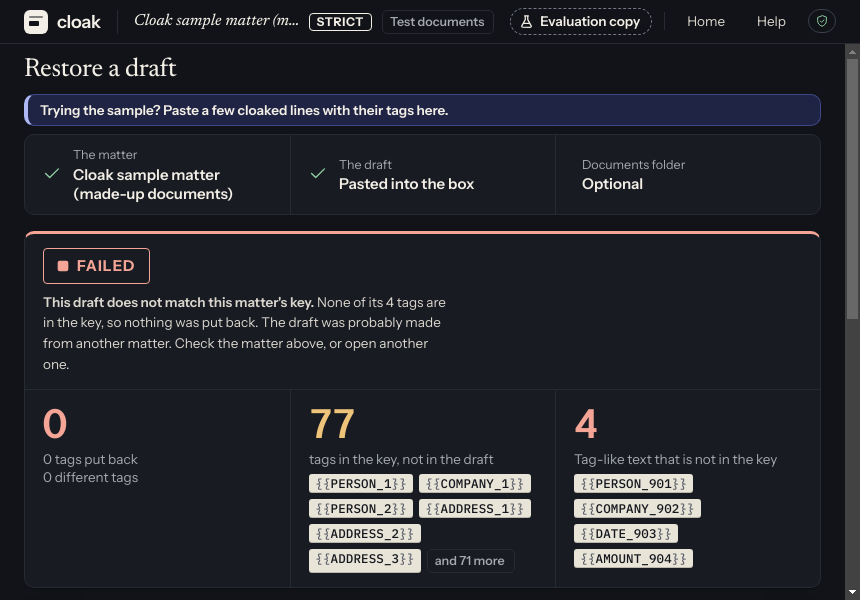 cloak
Cloak sample matter (m...
STRICT
Test documents
Evaluation copy
Home
Help
Restore a draft
Trying the sample? Paste a few cloaked lines with their tags here.
The matter
Cloak sample matter
(made-up documents)
The draft
Pasted into the box
Documents folder
Optional
FAILED
This draft does not match this matter's key. None of its 4 tags are
in the key, so nothing was put back. The draft was probably made
from another matter. Check the matter above, or open another
one.
0
0 tags put back
0 different tags
77
tags in the key, not in the draft
{{PERSON_1}} {{COMPANY_1}}
{{PERSON_2}} {{ADDRESS_1}}
{{ADDRESS_2}}
{{ADDRESS_3}} and 71 more
4
Tag-like text that is not in the key
{{PERSON_901}}
{{COMPANY_902}}
{{DATE_903}}
{{AMOUNT_904}}